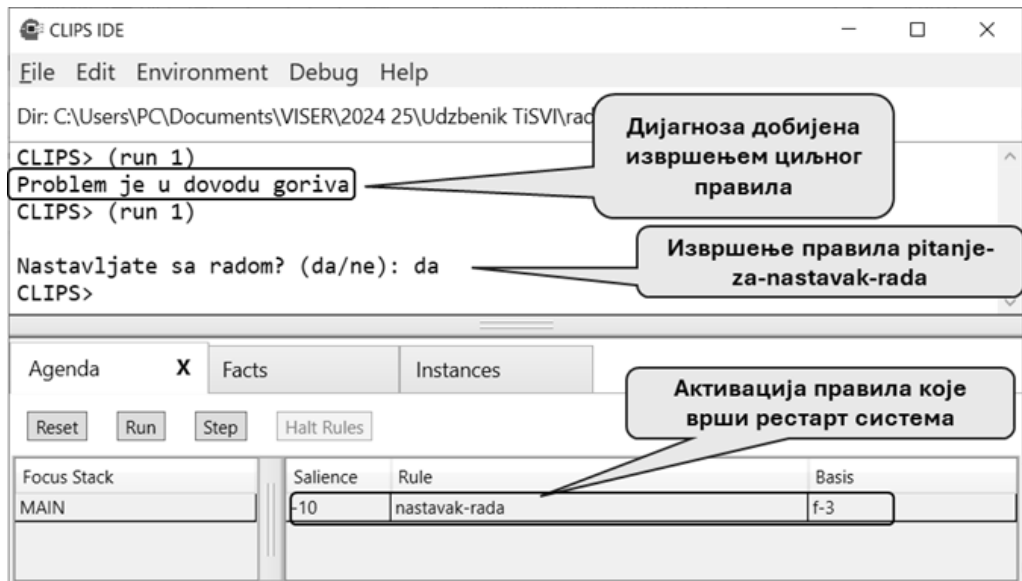 CLIPS IDE
File Edit Environment Debug Help
Dir: C:\Users\PC\Documents\VISER\2024 25\Udzbenik TiSVI\rad
Дијагноза добијена
извршењем циљног
правила
CLIPS> (run 1)
Problem je u dovodu goriva
CLIPS> (run 1)
Извршење правила pitanje-
za-nastavak-rada
Nastavljate sa radom? (da/ne): da
CLIPS>
Agenda X Facts Instances
Активација правила које
врши рестарт система
Reset Run Step Halt Rules
Focus Stack Salience Rule Basis
MAIN -10 nastavak-rada f-3